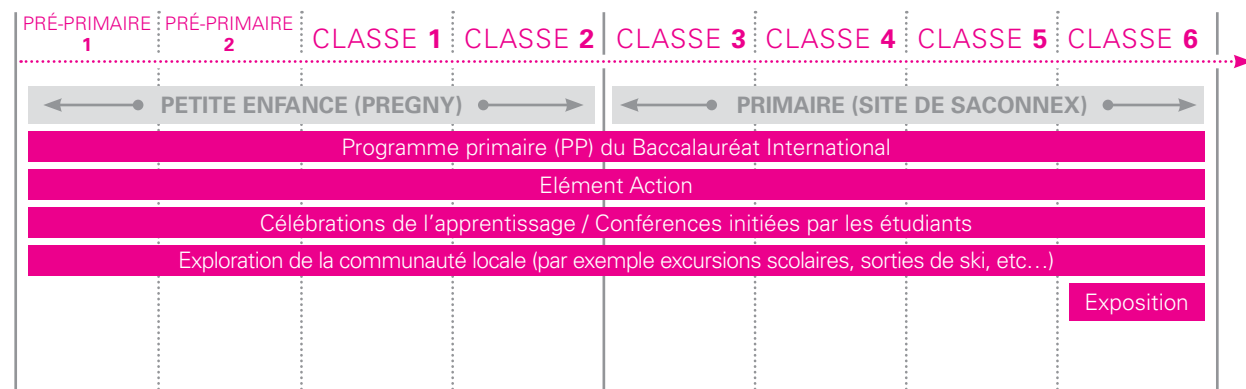 PRÉ-PRIMAIRE 1
PRÉ-PRIMAIRE 2
CLASSE 1
CLASSE 2
CLASSE 3
CLASSE 4
CLASSE 5
CLASSE 6
PETITE ENFANCE (PREGNY)
PRIMAIRE (SITE DE SACONNEX)
Programme primaire (PP) du Baccalauréat International
Elément Action
Célébrations de l’apprentissage / Conférences initiées par les étudiants
Exploration de la communauté locale (par exemple excursions scolaires, sorties de ski, etc…)
Exposition